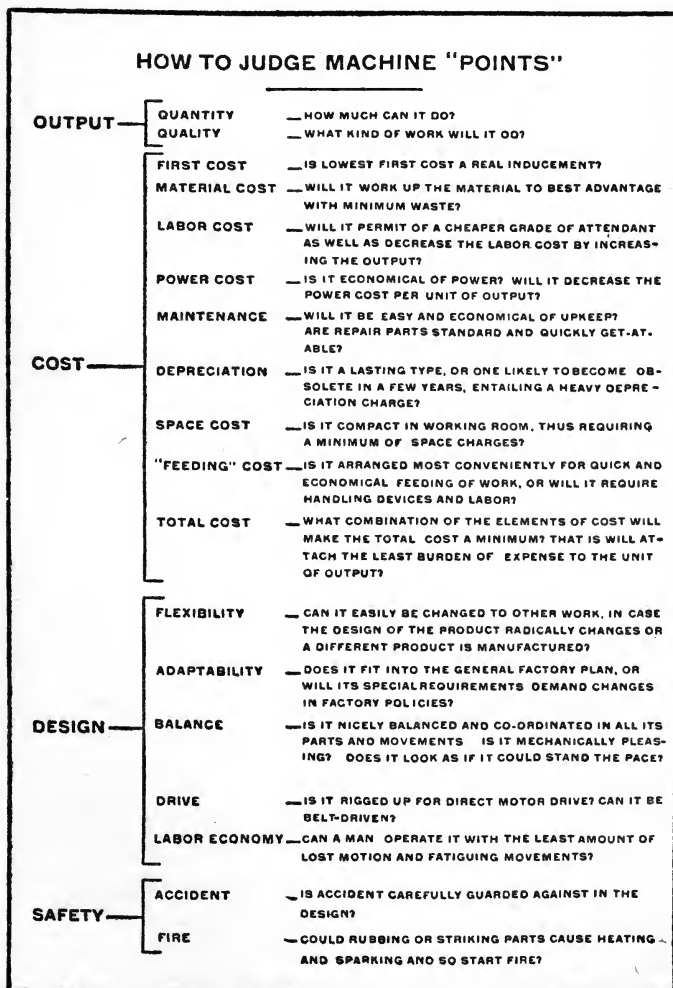 HOW TO JUDGE MACHINE "POINTS"
OUTPUT
QUANTITY — HOW MUCH CAN IT DO?
QUALITY — WHAT KIND OF WORK WILL IT DO?
COST
FIRST COST — IS LOWEST FIRST COST A REAL INDUCEMENT?
MATERIAL COST — WILL IT WORK UP THE MATERIAL TO BEST ADVANTAGE
WITH MINIMUM WASTE?
LABOR COST — WILL IT PERMIT OF A CHEAPER GRADE OF ATTENDANT
AS WELL AS DECREASE THE LABOR COST BY INCREAS-
ING THE OUTPUT?
POWER COST — IS IT ECONOMICAL OF POWER? WILL IT DECREASE THE
POWER COST PER UNIT OF OUTPUT?
MAINTENANCE — WILL IT BE EASY AND ECONOMICAL OF UPKEEP?
ARE REPAIR PARTS STANDARD AND QUICKLY GET-AT-
ABLE?
DEPRECIATION — IS IT A LASTING TYPE, OR ONE LIKELY TO BECOME OB-
SOLETE IN A FEW YEARS, ENTAILING A HEAVY DEPRE-
CIATION CHARGE?
SPACE COST — IS IT COMPACT IN WORKING ROOM, THUS REQUIRING
A MINIMUM OF SPACE CHARGES?
"FEEDING" COST — IS IT ARRANGED MOST CONVENIENTLY FOR QUICK AND
ECONOMICAL FEEDING OF WORK, OR WILL IT REQUIRE
HANDLING DEVICES AND LABOR?
TOTAL COST — WHAT COMBINATION OF THE ELEMENTS OF COST WILL
MAKE THE TOTAL COST A MINIMUM? THAT IS WILL AT-
TACH THE LEAST BURDEN OF EXPENSE TO THE UNIT
OF OUTPUT?
DESIGN
FLEXIBILITY — CAN IT EASILY BE CHANGED TO OTHER WORK, IN CASE
THE DESIGN OF THE PRODUCT RADICALLY CHANGES OR
A DIFFERENT PRODUCT IS MANUFACTURED?
ADAPTABILITY — DOES IT FIT INTO THE GENERAL FACTORY PLAN, OR
WILL ITS SPECIAL REQUIREMENTS DEMAND CHANGES
IN FACTORY POLICIES?
BALANCE — IS IT NICELY BALANCED AND CO-ORDINATED IN ALL ITS
PARTS AND MOVEMENTS IS IT MECHANICALLY PLEAS-
ING? DOES IT LOOK AS IF IT COULD STAND THE PACE?
DRIVE — IS IT RIGGED UP FOR DIRECT MOTOR DRIVE? CAN IT BE
BELT-DRIVEN?
LABOR ECONOMY — CAN A MAN OPERATE IT WITH THE LEAST AMOUNT OF
LOST MOTION AND FATIGUING MOVEMENTS?
SAFETY
ACCIDENT — IS ACCIDENT CAREFULLY GUARDED AGAINST IN THE
DESIGN?
FIRE — COULD RUBBING OR STRIKING PARTS CAUSE HEATING
AND SPARKING AND SO START FIRE?